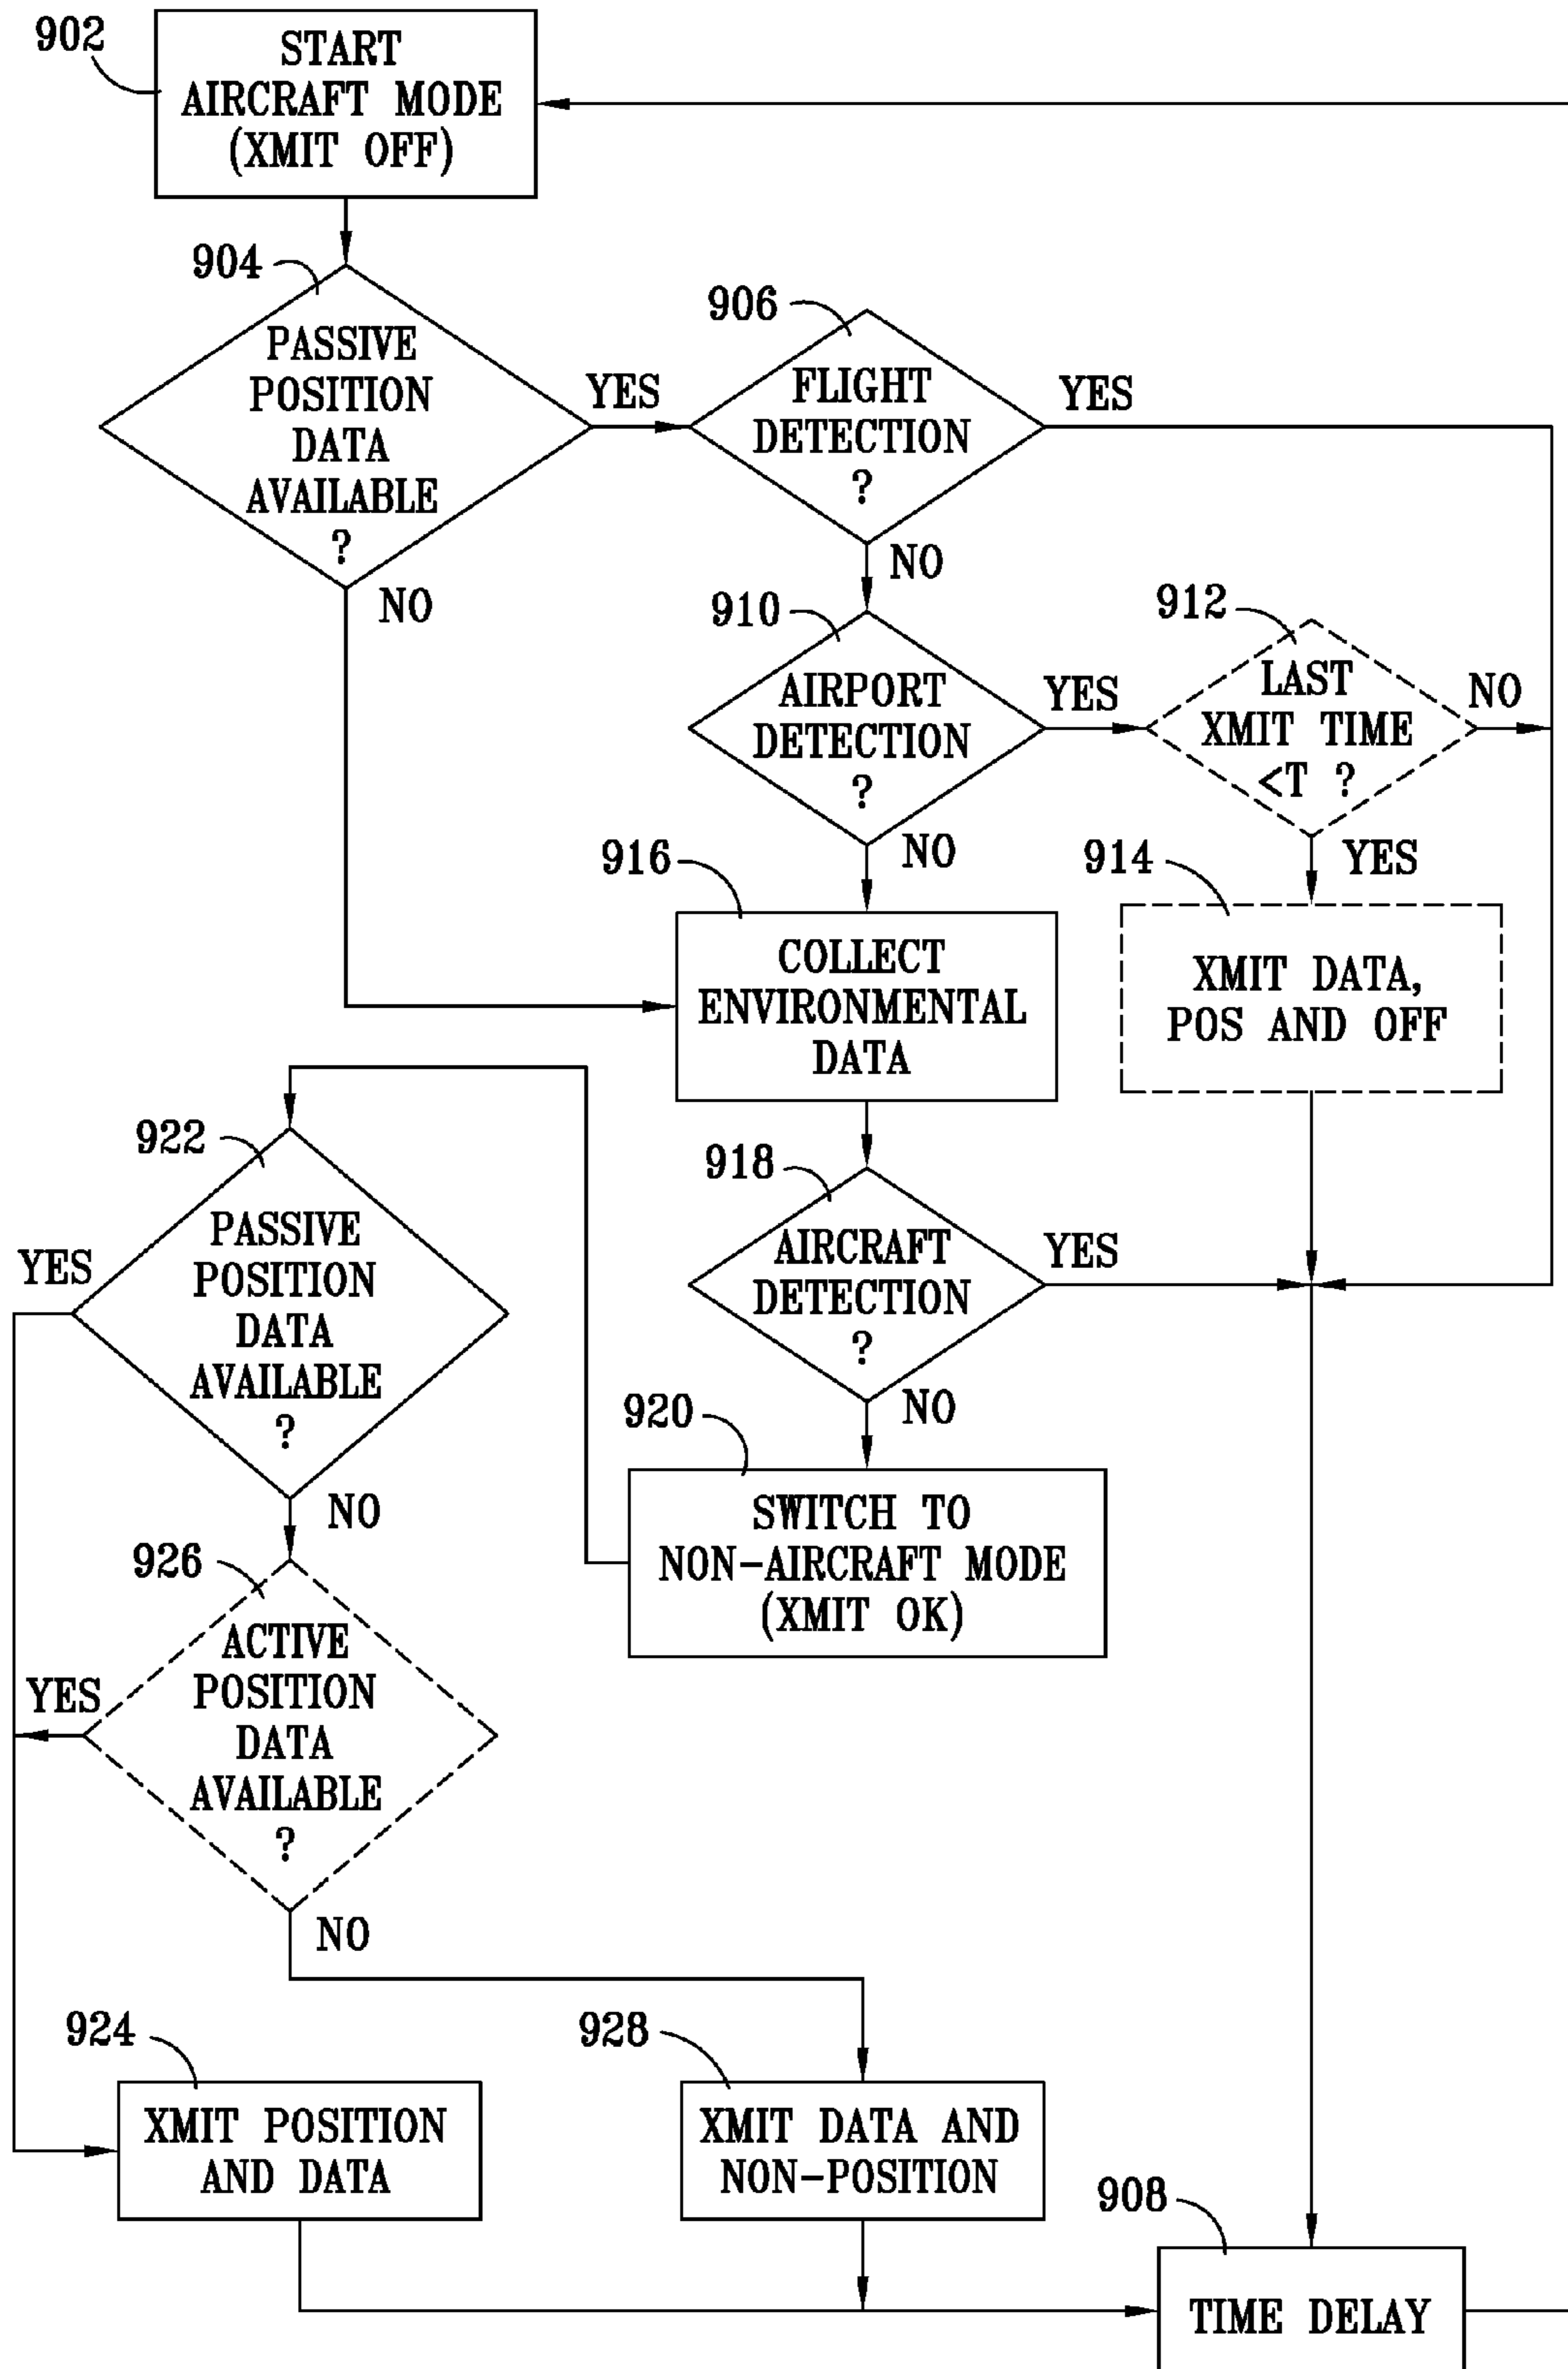 902
START
AIRCRAFT MODE
(XMIT OFF)
904
PASSIVE
POSITION
DATA
AVAILABLE
?
YES
NO
906
FLIGHT
DETECTION
?
YES
NO
910
AIRPORT
DETECTION
?
YES
NO
912
LAST
XMIT TIME
<T ?
NO
YES
914
XMIT DATA,
POS AND OFF
916
COLLECT
ENVIRONMENTAL
DATA
918
AIRCRAFT
DETECTION
?
YES
NO
920
SWITCH TO
NON-AIRCRAFT MODE
(XMIT OK)
922
PASSIVE
POSITION
DATA
AVAILABLE
?
YES
NO
926
ACTIVE
POSITION
DATA
AVAILABLE
?
YES
NO
924
XMIT POSITION
AND DATA
928
XMIT DATA AND
NON-POSITION
908
TIME DELAY